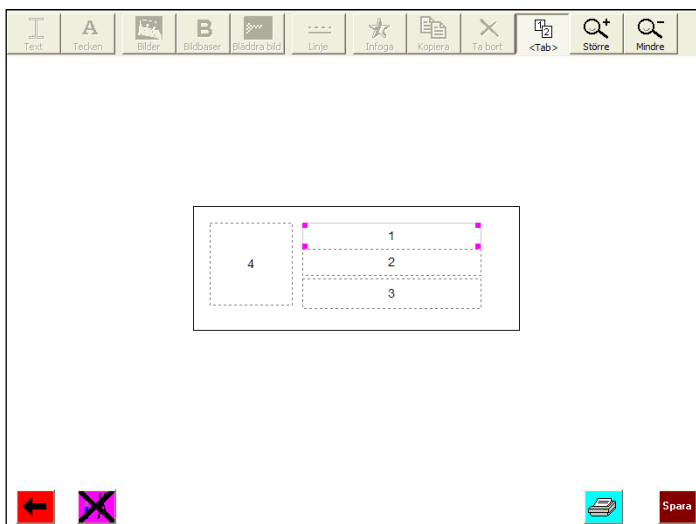 Text Tecken Bilder Bildbaser Bläddra bild Linje Infoga Kopiera Ta bort <Tab> Större Mindre
1
4 2
3
Spara